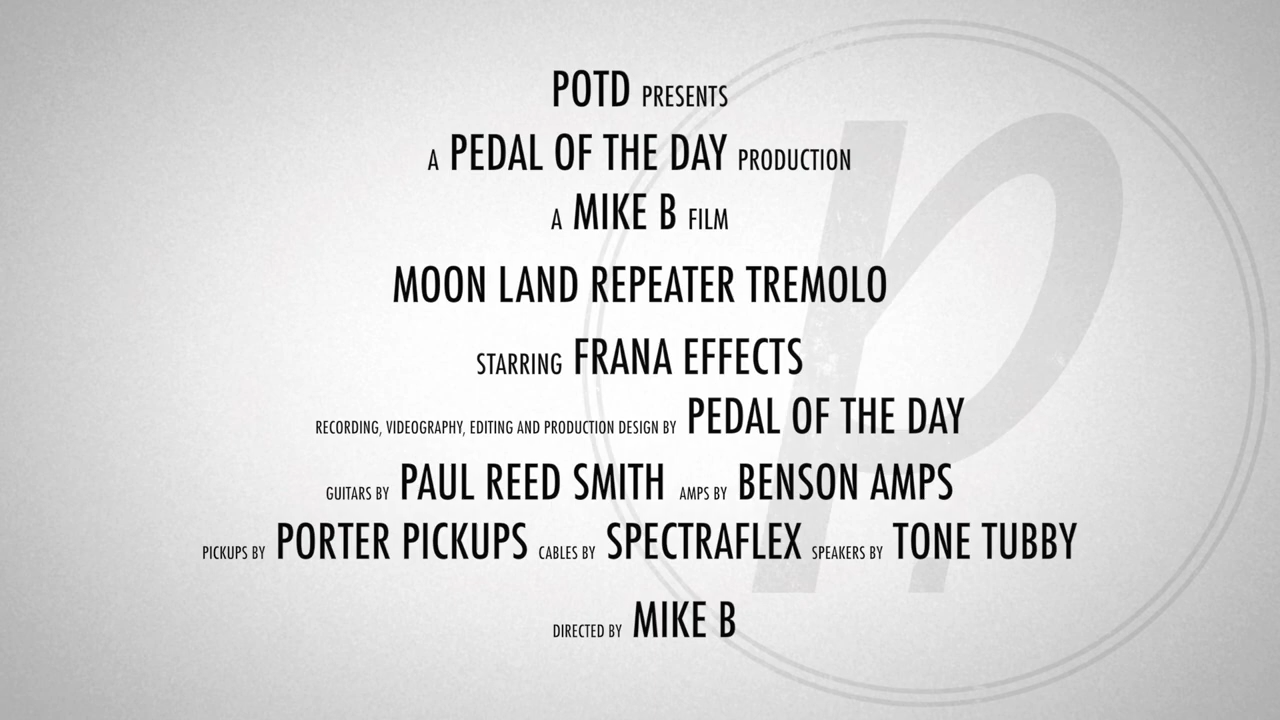 POTD PRESENTS
A PEDAL OF THE DAY PRODUCTION
A MIKE B FILM
MOON LAND REPEATER TREMOLO
STARRING FRANA EFFECTS
RECORDING, VIDEOGRAPHY, EDITING AND PRODUCTION DESIGN BY PEDAL OF THE DAY
GUITARS BY PAUL REED SMITH AMPS BY BENSON AMPS
PICKUPS BY PORTER PICKUPS CABLES BY SPECTRAFLEX SPEAKERS BY TONE TUBBY
DIRECTED BY MIKE B